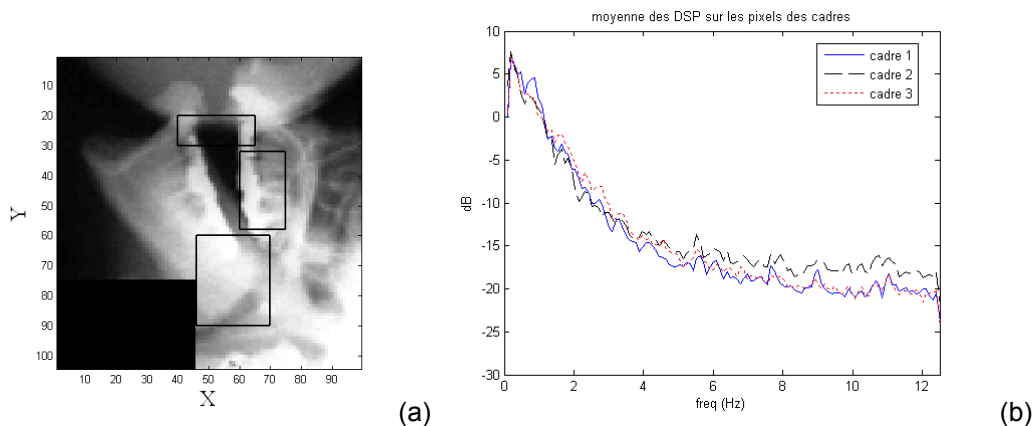 10
20
30
40
50
60
70
80
90
100
Y
10 20 30 40 50 60 70 80 90
X
(a)
moyenne des DSP sur les pixels des cadres
cadre 1
cadre 2
cadre 3
10
5
0
-5
-10
-15
-20
-25
-30
dB
0 2 4 6 8 10 12
freq (Hz)
(b)